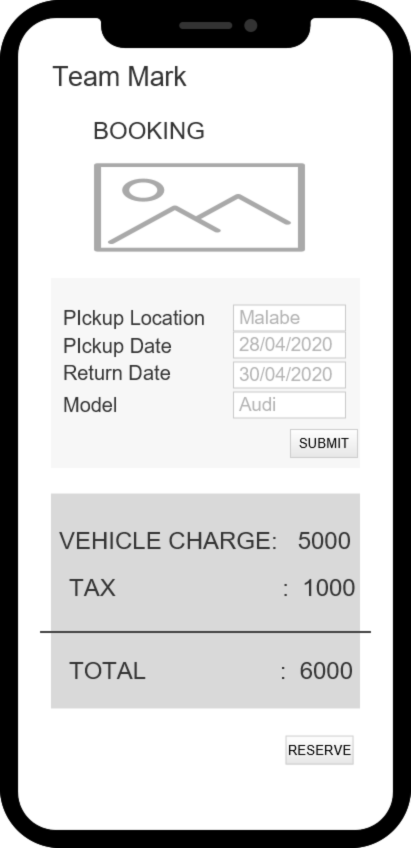 Team Mark
BOOKING
PIckup Location Malabe
PIckup Date 28/04/2020
Return Date 30/04/2020
Model Audi
SUBMIT
VEHICLE CHARGE: 5000
TAX : 1000
TOTAL : 6000
RESERVE